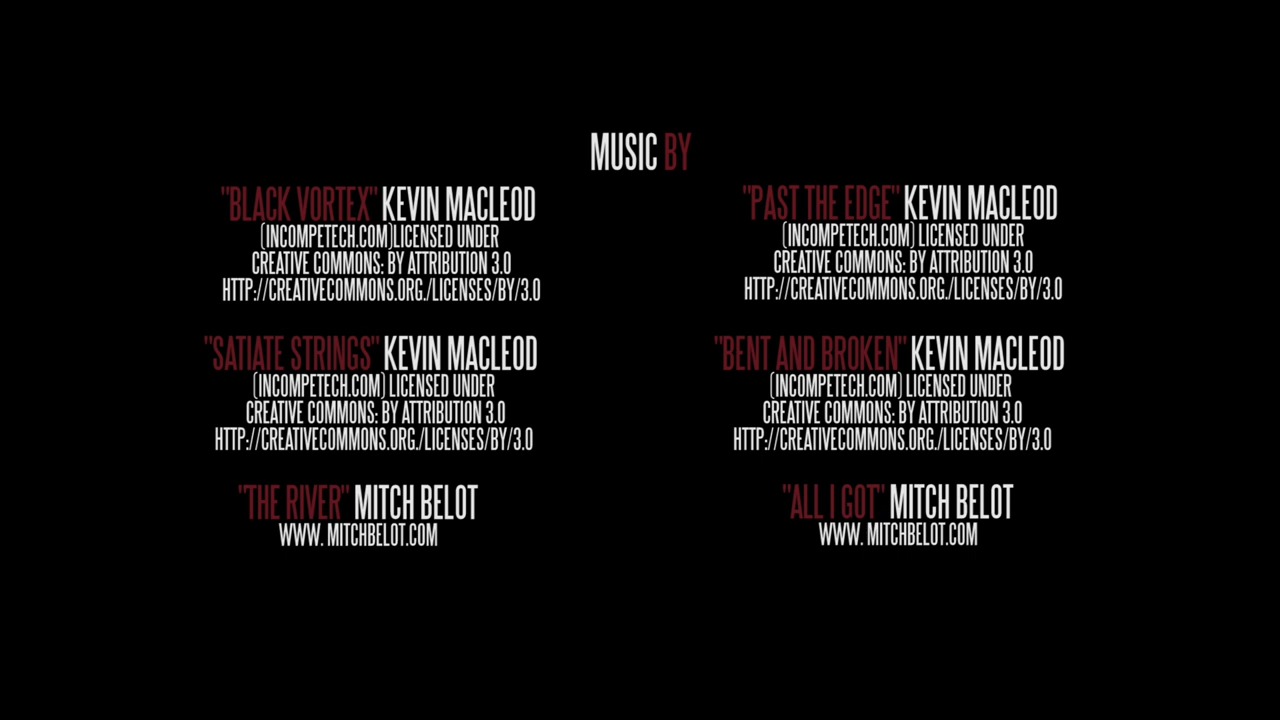 MUSIC BY
"BLACK VORTEX" KEVIN MACLEOD
(INCOMPETECH.COM)LICENSED UNDER
CREATIVE COMMONS: BY ATTRIBUTION 3.0
HTTP://CREATIVECOMMONS.ORG./LICENSES/BY/3.0
"PAST THE EDGE" KEVIN MACLEOD
(INCOMPETECH.COM) LICENSED UNDER
CREATIVE COMMONS: BY ATTRIBUTION 3.0
HTTP://CREATIVECOMMONS.ORG./LICENSES/BY/3.0
"SATIATE STRINGS" KEVIN MACLEOD
(INCOMPETECH.COM) LICENSED UNDER
CREATIVE COMMONS: BY ATTRIBUTION 3.0
HTTP://CREATIVECOMMONS.ORG./LICENSES/BY/3.0
"BENT AND BROKEN" KEVIN MACLEOD
(INCOMPETECH.COM) LICENSED UNDER
CREATIVE COMMONS: BY ATTRIBUTION 3.0
HTTP://CREATIVECOMMONS.ORG./LICENSES/BY/3.0
"THE RIVER" MITCH BELOT
WWW. MITCHBELOT.COM
"ALL I GOT" MITCH BELOT
WWW. MITCHBELOT.COM